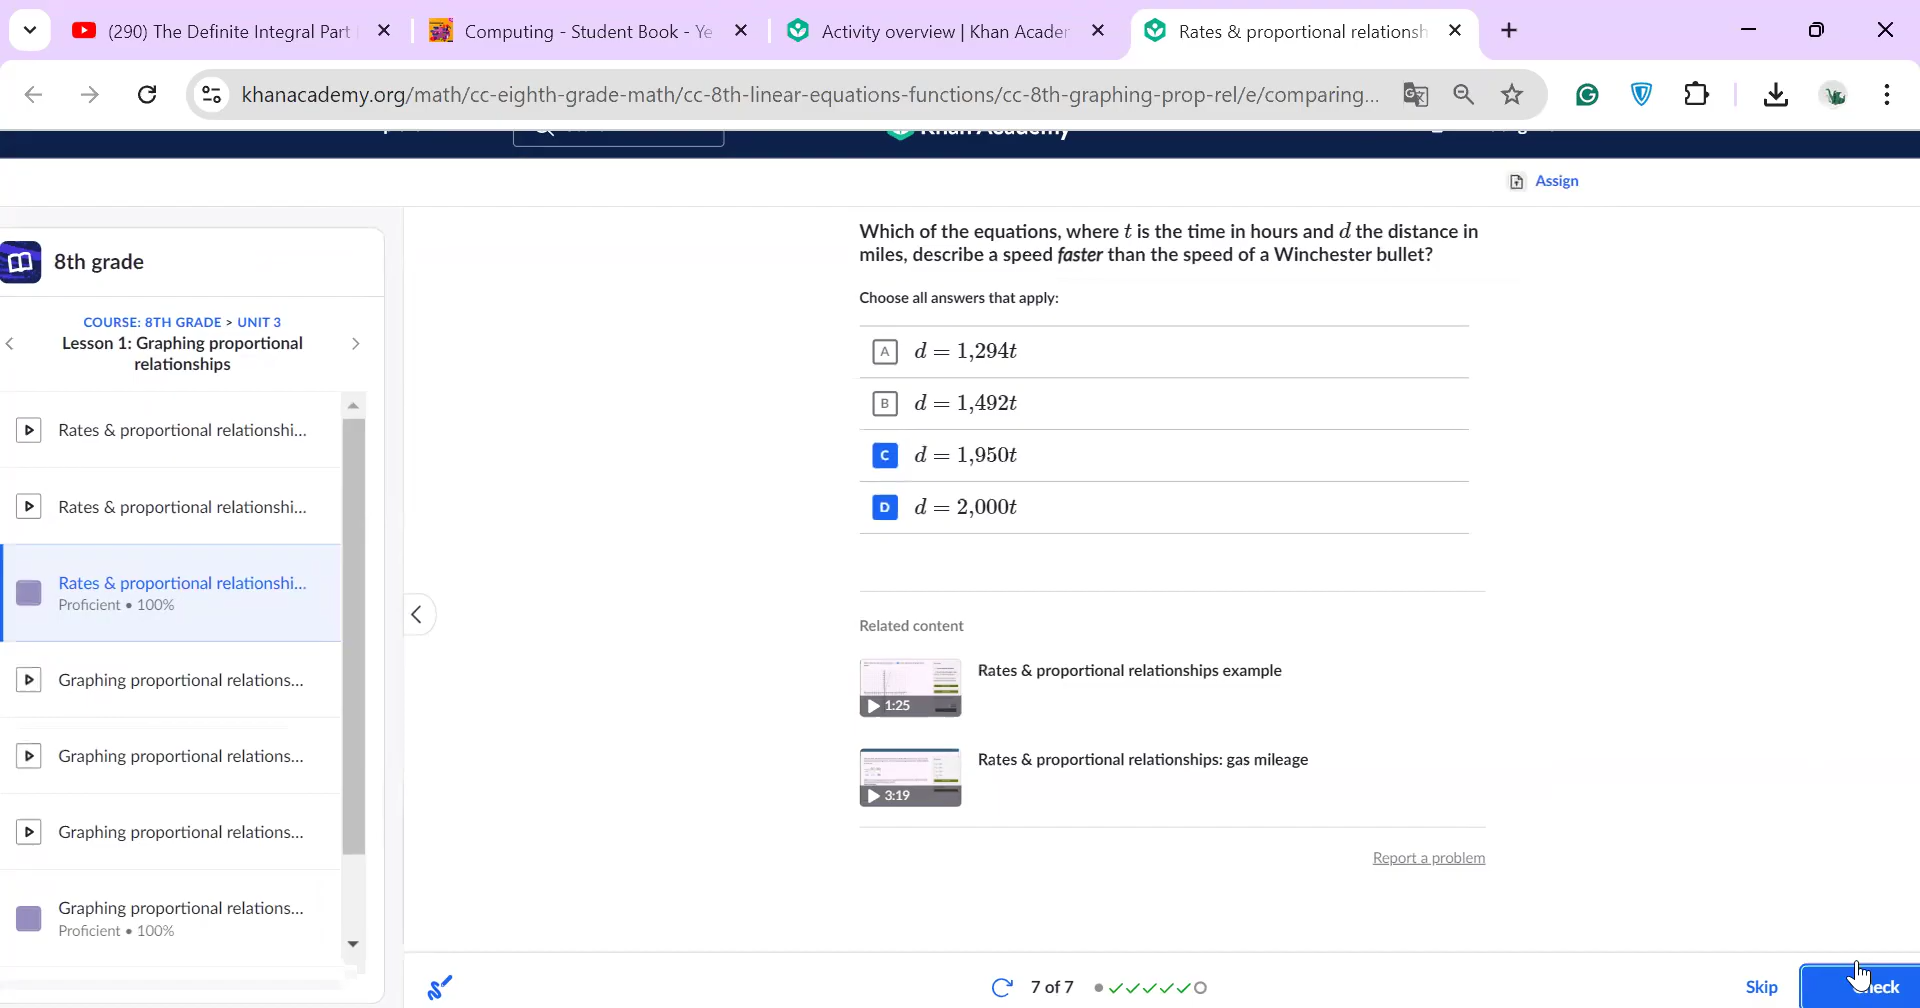 (290) The Definite Integral Part
Computing - Student Book - Ye
Activity overview | Khan Acader
Rates & proportional relationsh
khanacademy.org/math/cc-eighth-grade-math/cc-8th-linear-equations-functions/cc-8th-graphing-prop-rel/e/comparing...
Khan Academy
Assign
8th grade
COURSE: 8TH GRADE > UNIT 3
Lesson 1: Graphing proportional
relationships
Rates & proportional relationshi...
Rates & proportional relationshi...
Rates & proportional relationshi...
Proficient • 100%
Graphing proportional relations...
Graphing proportional relations...
Graphing proportional relations...
Graphing proportional relations...
Proficient • 100%
Which of the equations, where t is the time in hours and d the distance in
miles, describe a speed faster than the speed of a Winchester bullet?
Choose all answers that apply:
A d = 1,294t
B d = 1,492t
C d = 1,950t
D d = 2,000t
Related content
Rates & proportional relationships example
1:25
Rates & proportional relationships: gas mileage
3:19
Report a problem
7 of 7
Skip
Check